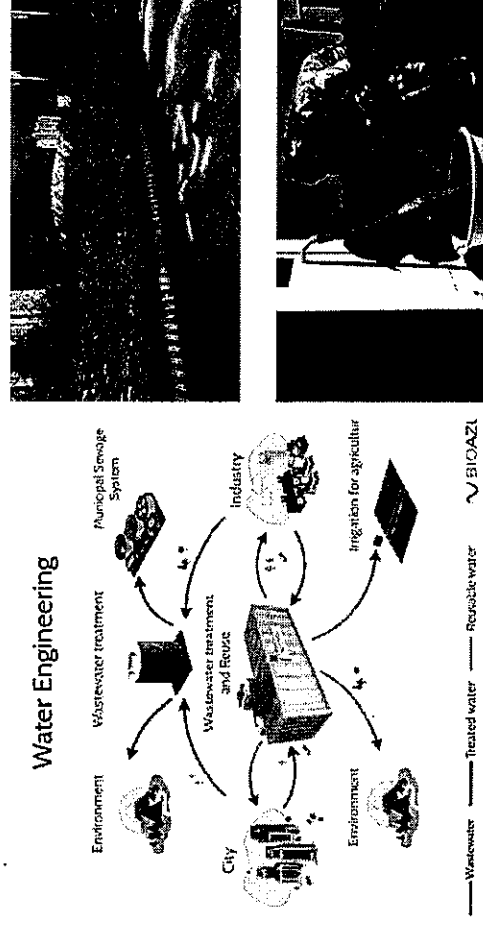 Water Engineering
Environment
Wastewater treatment
Municipal Sewage
System
Wastewater treatment
and Reuse
City
Industry
Environment
Irrigation for agricultur
Wastewater
Treated water
Reusable water
BIOAZUL